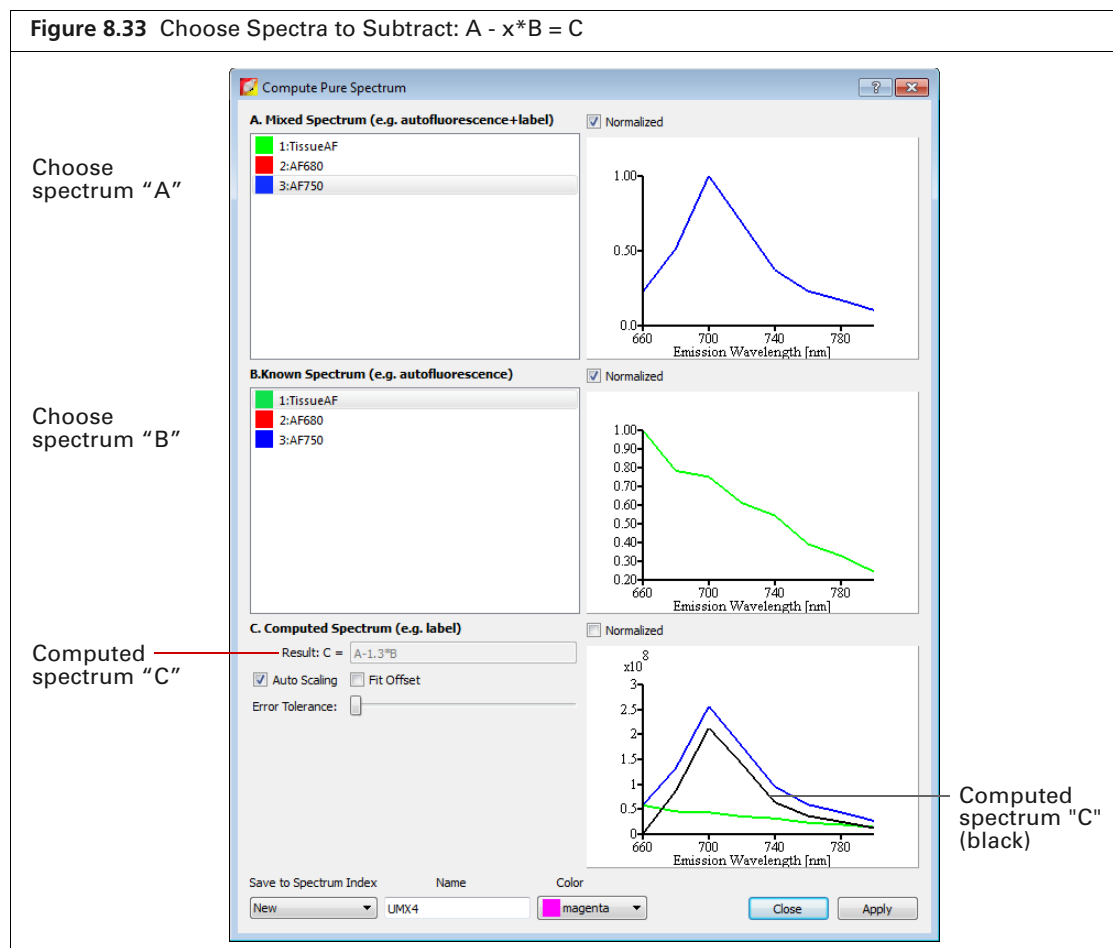 Figure 8.33 Choose Spectra to Subtract: A - x*B = C
Compute Pure Spectrum
A. Mixed Spectrum (e.g. autofluorescence+label)
Normalized
Choose
spectrum “A”
1:TissueAF
2:AF680
3:AF750
1.00
0.50
0.0
660 700 740 780
Emission Wavelength [nm]
B.Known Spectrum (e.g. autofluorescence)
Normalized
Choose
spectrum “B”
1:TissueAF
2:AF680
3:AF750
1.00
0.90
0.80
0.70
0.60
0.50
0.40
0.30
0.20
660 700 740 780
Emission Wavelength [nm]
C. Computed Spectrum (e.g. label)
Normalized
Computed
spectrum “C”
Result: C = A-1.3*B
Auto Scaling Fit Offset
Error Tolerance:
x10^8
3
2.5
2
1.5
1
0.5
0
660 700 740 780
Emission Wavelength [nm]
Computed
spectrum "C"
(black)
Save to Spectrum Index Name Color
New UMX4 magenta Close Apply